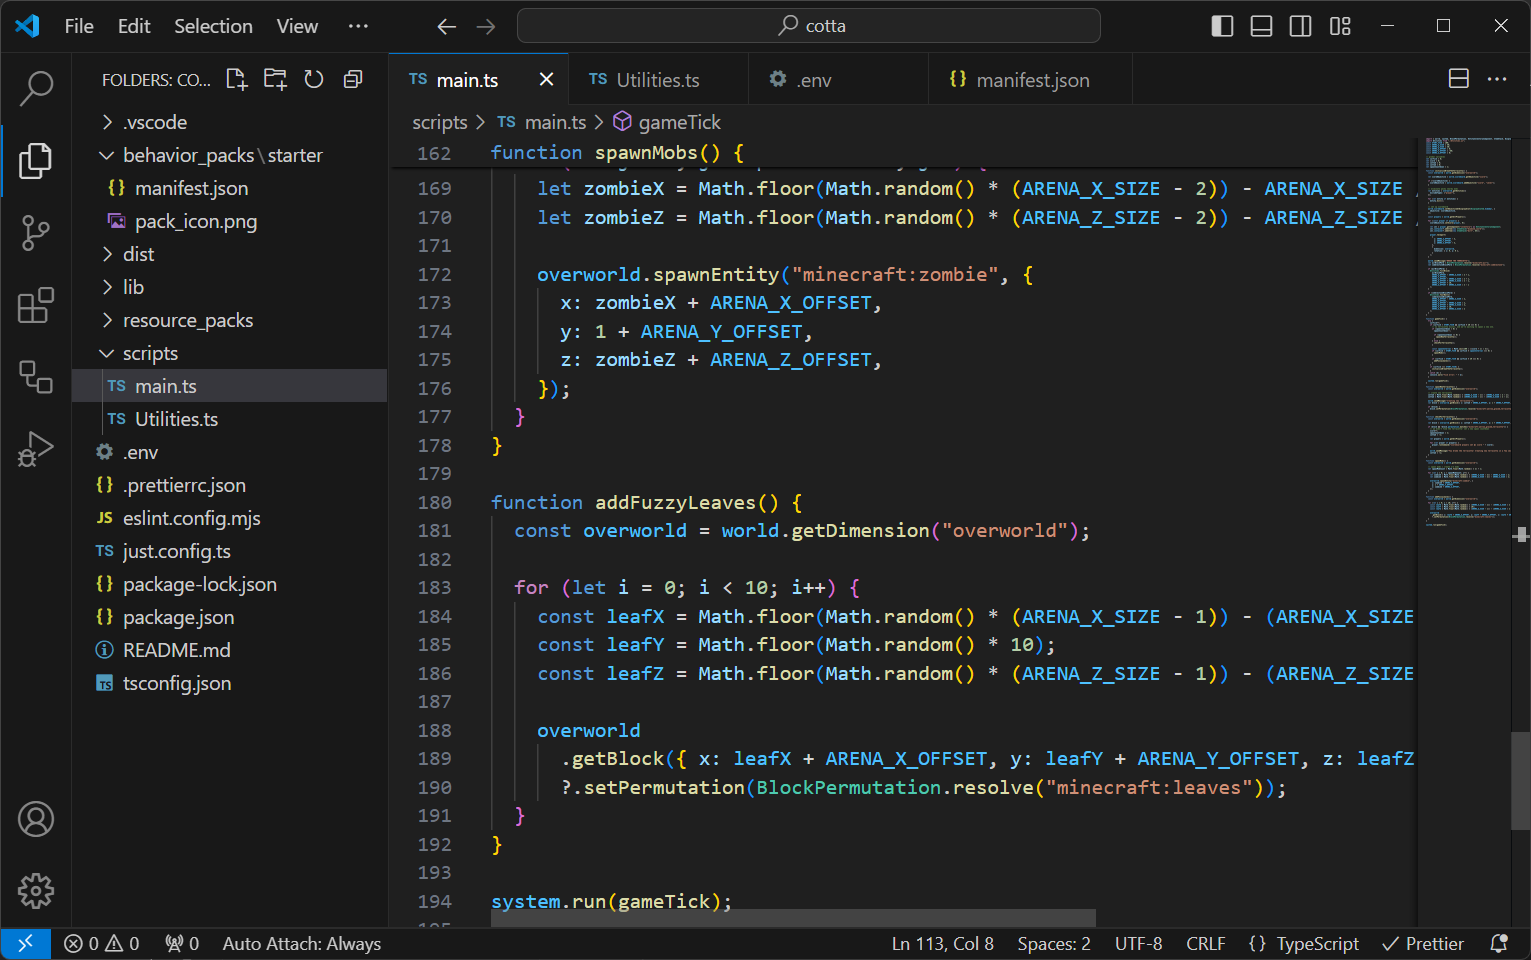 File Edit Selection View ··· cotta
FOLDERS: CO...
TS main.ts TS Utilities.ts .env {} manifest.json ···
scripts > TS main.ts > gameTick
.vscode
behavior_packs\starter
{} manifest.json
pack_icon.png
dist
lib
resource_packs
scripts
TS main.ts
TS Utilities.ts
.env
{} .prettierrc.json
JS eslint.config.mjs
TS just.config.ts
{} package-lock.json
{} package.json
README.md
TS tsconfig.json
162 function spawnMobs() {
169 let zombieX = Math.floor(Math.random() * (ARENA_X_SIZE - 2)) - ARENA_X_SIZE
170 let zombieZ = Math.floor(Math.random() * (ARENA_Z_SIZE - 2)) - ARENA_Z_SIZE
171
172 overworld.spawnEntity("minecraft:zombie", {
173 x: zombieX + ARENA_X_OFFSET,
174 y: 1 + ARENA_Y_OFFSET,
175 z: zombieZ + ARENA_Z_OFFSET,
176 });
177 }
178 }
179
180 function addFuzzyLeaves() {
181 const overworld = world.getDimension("overworld");
182
183 for (let i = 0; i < 10; i++) {
184 const leafX = Math.floor(Math.random() * (ARENA_X_SIZE - 1)) - (ARENA_X_SIZE
185 const leafY = Math.floor(Math.random() * 10);
186 const leafZ = Math.floor(Math.random() * (ARENA_Z_SIZE - 1)) - (ARENA_Z_SIZE
187
188 overworld
189 .getBlock({ x: leafX + ARENA_X_OFFSET, y: leafY + ARENA_Y_OFFSET, z: leafZ
190 ?.setPermutation(BlockPermutation.resolve("minecraft:leaves"));
191 }
192 }
193
194 system.run(gameTick);
0 0 0 Auto Attach: Always Ln 113, Col 8 Spaces: 2 UTF-8 CRLF {} TypeScript Prettier